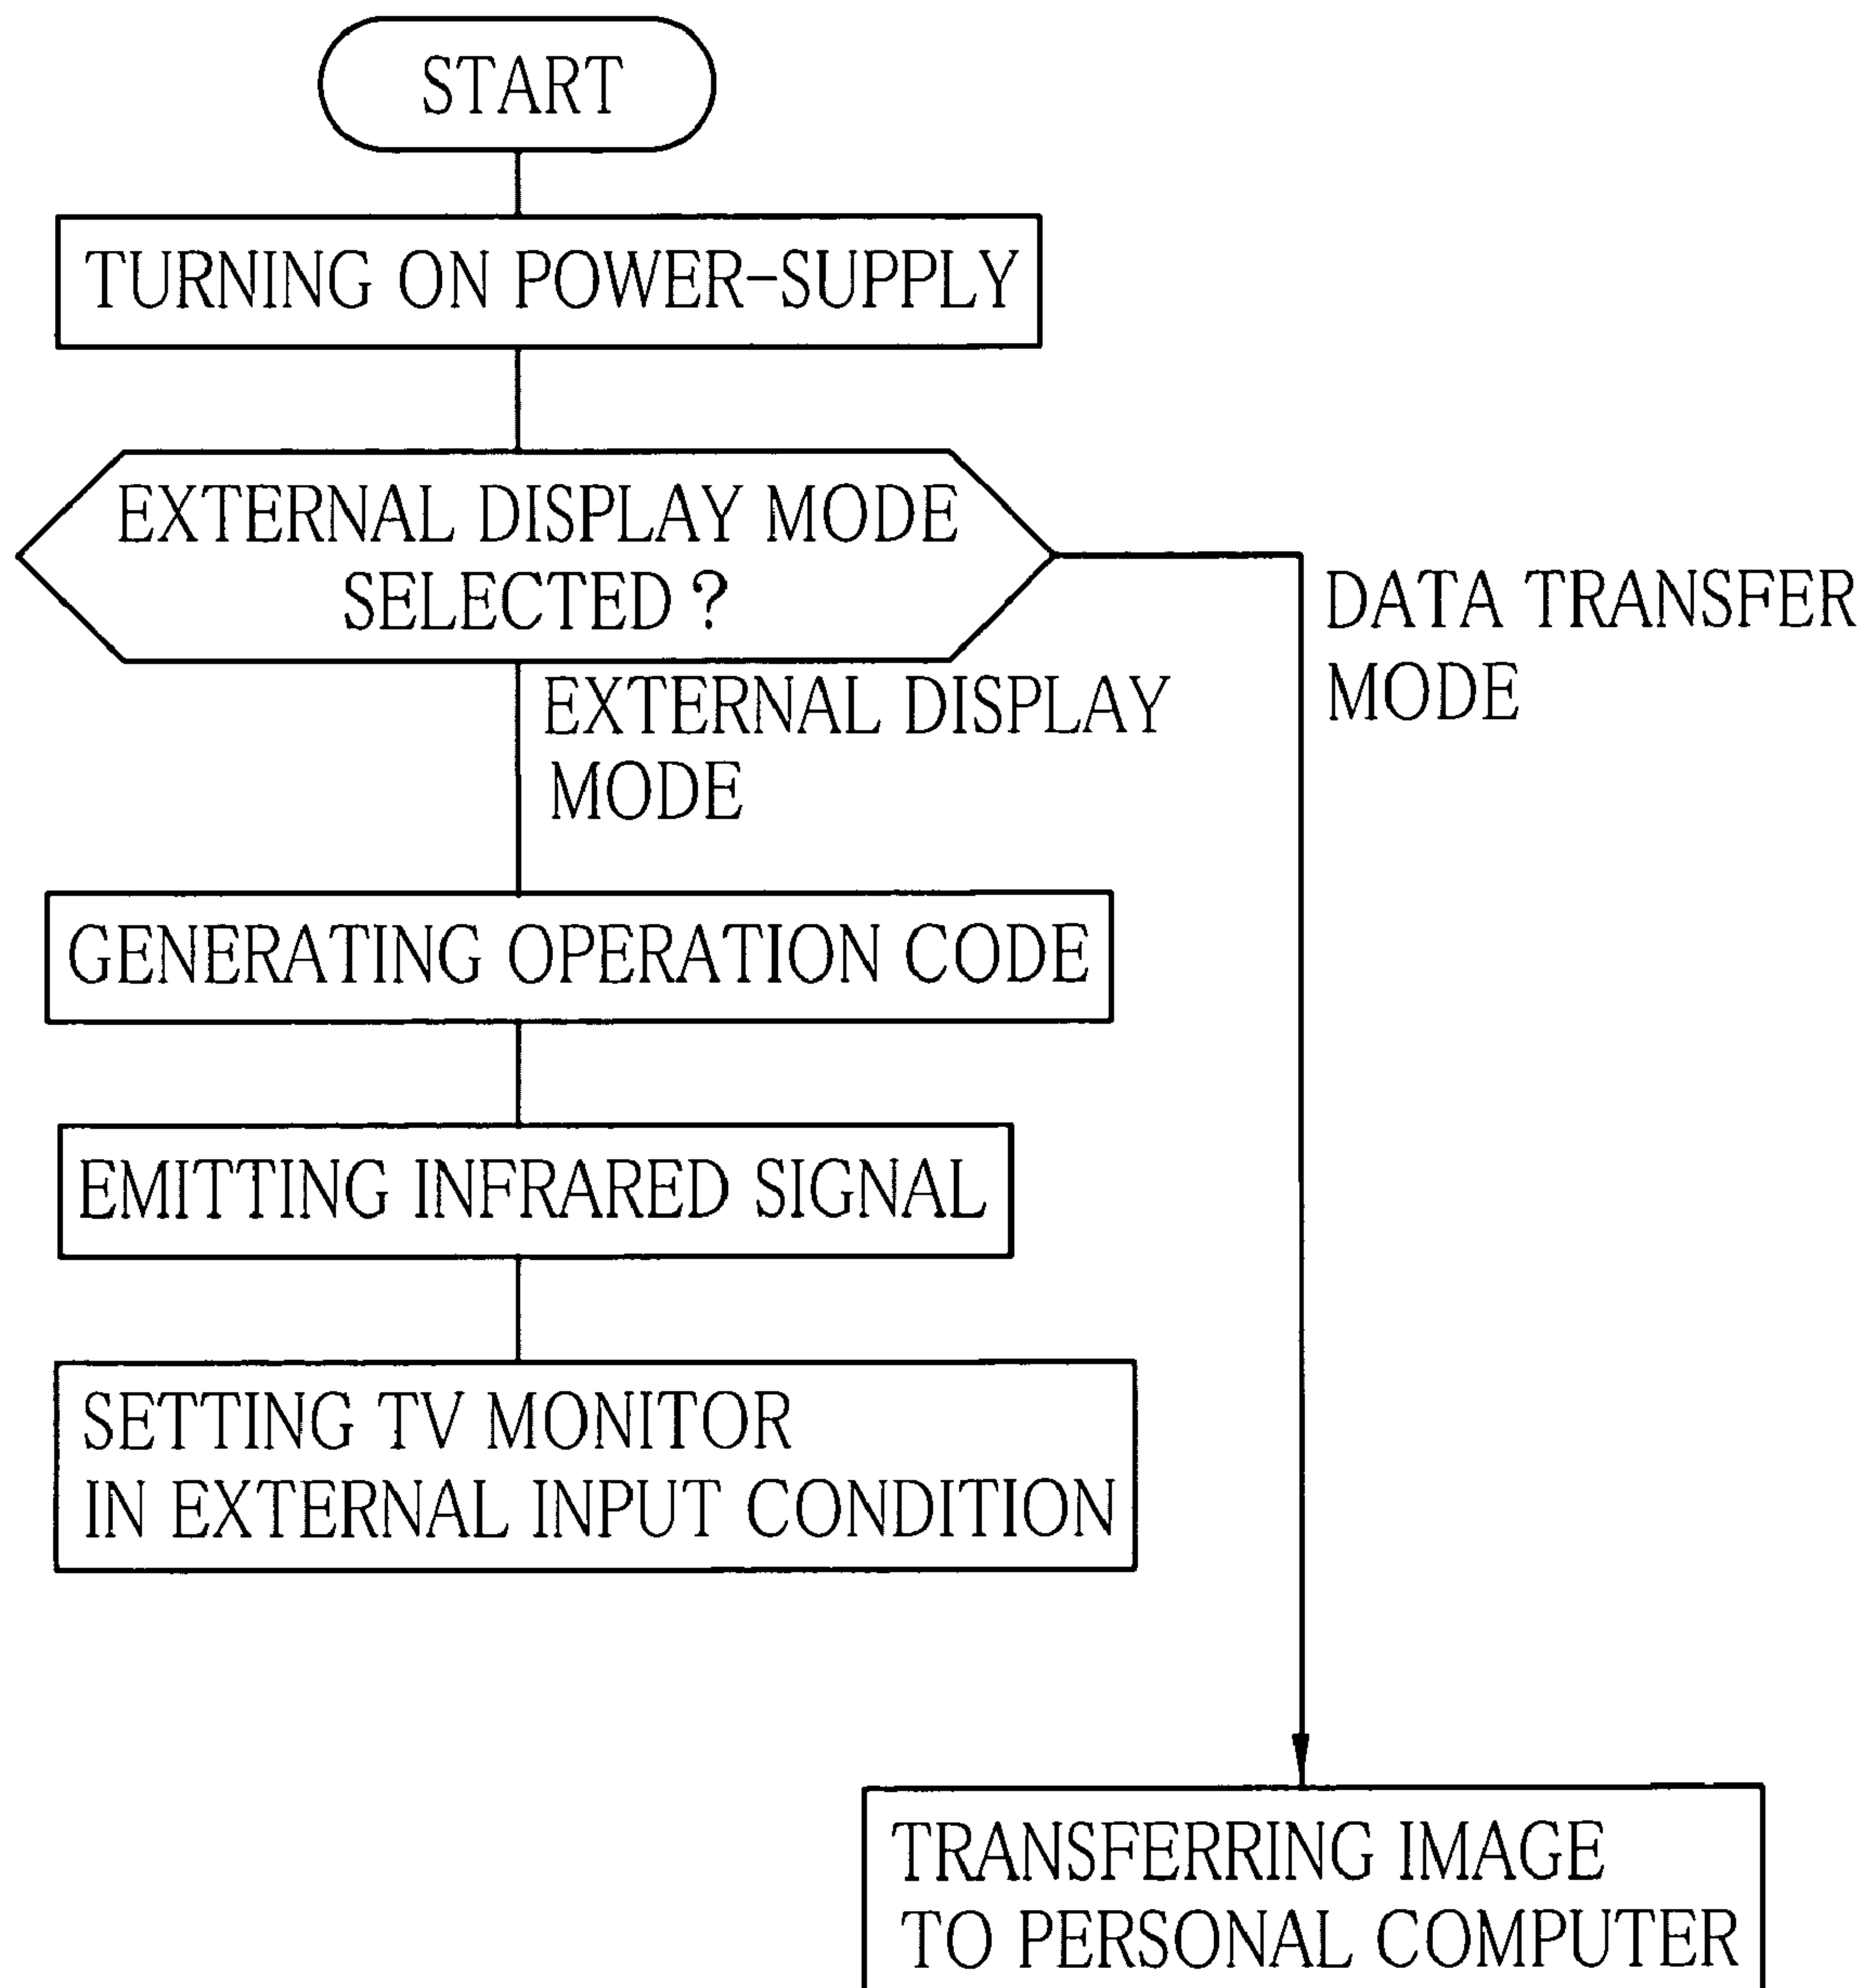 START
TURNING ON POWER-SUPPLY
EXTERNAL DISPLAY MODE
SELECTED ?
DATA TRANSFER
MODE
EXTERNAL DISPLAY
MODE
GENERATING OPERATION CODE
EMITTING INFRARED SIGNAL
SETTING TV MONITOR
IN EXTERNAL INPUT CONDITION
TRANSFERRING IMAGE
TO PERSONAL COMPUTER